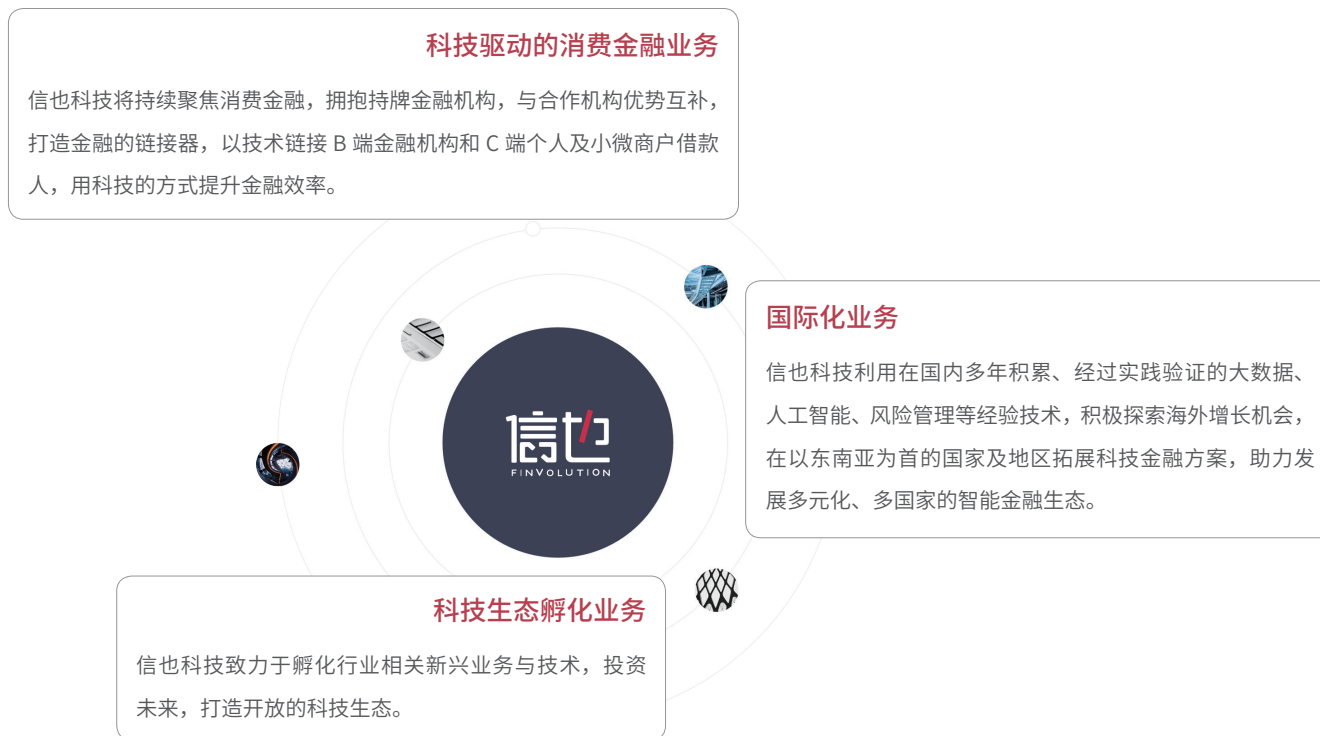 科技驱动的消费金融业务
信也科技将持续聚焦消费金融，拥抱持牌金融机构，与合作机构优势互补，
打造金融的链接器，以技术链接 B 端金融机构和 C 端个人及小微商户借款
人，用科技的方式提升金融效率。
国际化业务
信也科技利用在国内多年积累、经过实践验证的大数据、
人工智能、风险管理等经验技术，积极探索海外增长机会，
在以东南亚为首的国家及地区拓展科技金融方案，助力发
展多元化、多国家的智能金融生态。
信也
FINVOLUTION
科技生态孵化业务
信也科技致力于孵化行业相关新兴业务与技术，投资
未来，打造开放的科技生态。